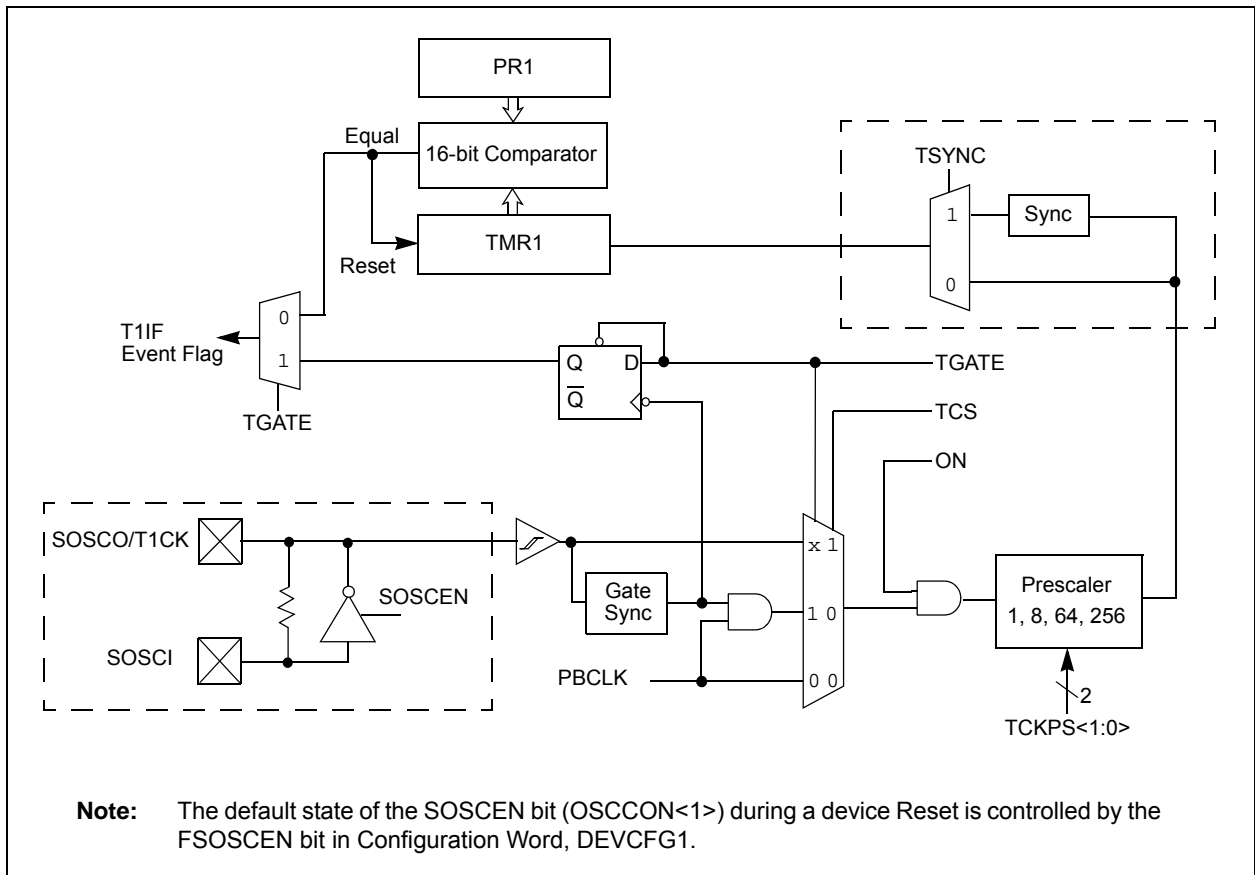 PR1
Equal
16-bit Comparator
TSYNC
1
Sync
TMR1
Reset
0
0
T1IF
Event Flag
1
Q
D
Q
TGATE
TGATE
TCS
ON
SOSCO/T1CK
x 1
SOSCEN
Gate
Sync
1 0
Prescaler
1, 8, 64, 256
SOSCI
PBCLK
0 0
2
TCKPS<1:0>
Note: The default state of the SOSCEN bit (OSCCON<1>) during a device Reset is controlled by the
FSOSCEN bit in Configuration Word, DEVCFG1.